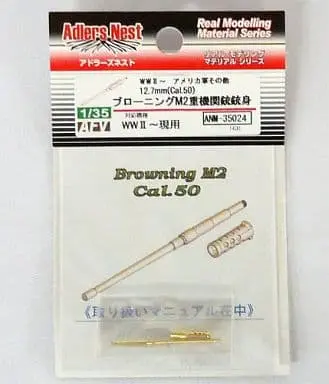 Adlers Nest
アドラーズネスト
Real Modelling
Material Series
リアル モデリング
マテリアル シリーズ
WWⅡ～ アメリカ軍その他
12.7mm(Cal.50)
ブローニングM2重機関銃銃身
1/35
AFV
対応機種
WWⅡ～現用
ANM-35024
Browning M2
Cal.50
《取り扱いマニュアル在中》